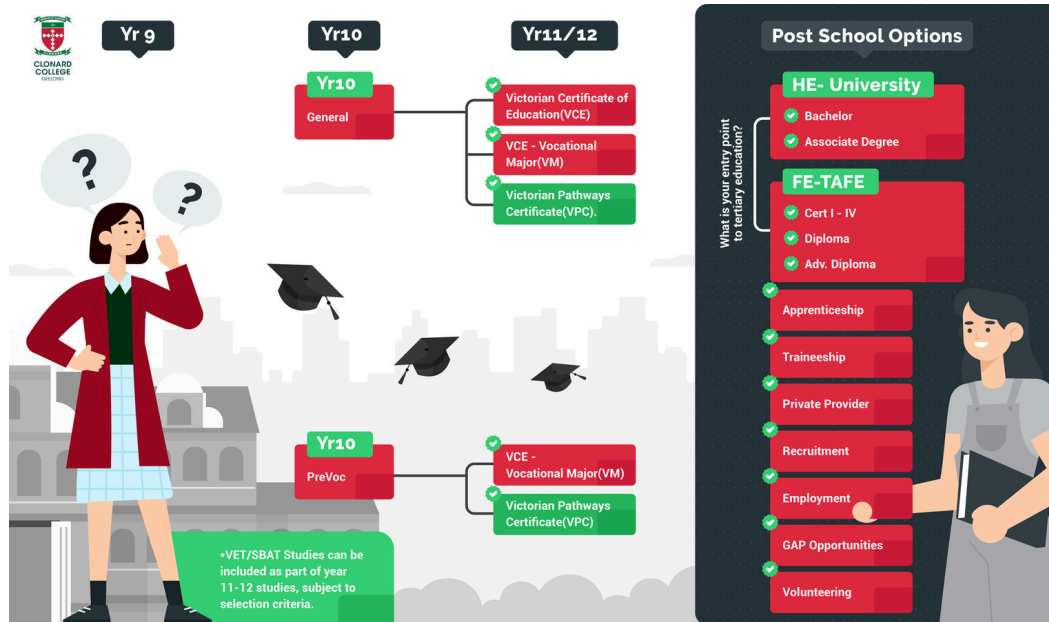 CLONARD
COLLEGE
GEELONG
Yr 9
Yr10
Yr11/12
?
?
Yr10
General
Victorian Certificate of
Education(VCE)
VCE - Vocational
Major(VM)
Victorian Pathways
Certificate(VPC).
Yr10
PreVoc
VCE -
Vocational Major(VM)
Victorian Pathways
Certificate(VPC)
*VET/SBAT Studies can be
included as part of year
11-12 studies, subject to
selection criteria.
Post School Options
What is your entry point
to tertiary education?
HE- University
Bachelor
Associate Degree
FE-TAFE
Cert I - IV
Diploma
Adv. Diploma
Apprenticeship
Traineeship
Private Provider
Recruitment
Employment
GAP Opportunities
Volunteering